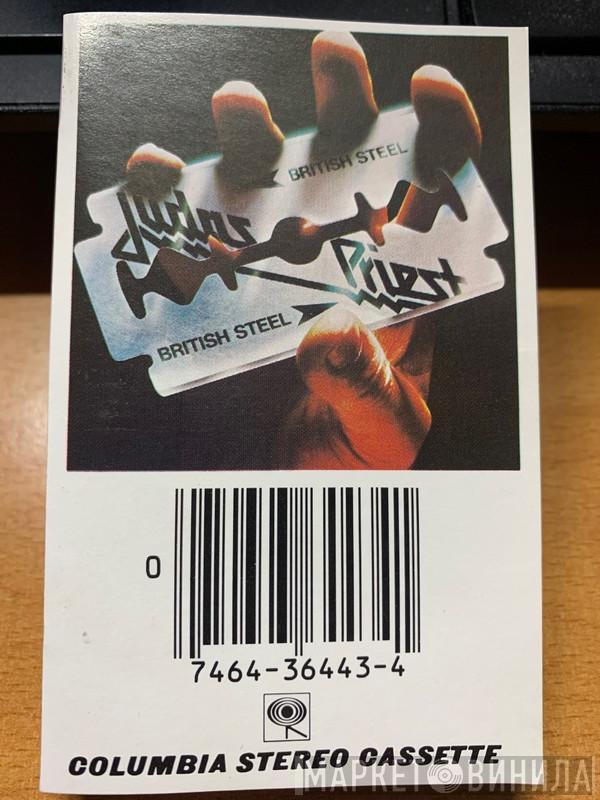 BRITISH STEEL
Judas
Priest
BRITISH STEEL
0
7464-36443-4
COLUMBIA STEREO CASSETTE
МАРКЕТ ВИНИЛА